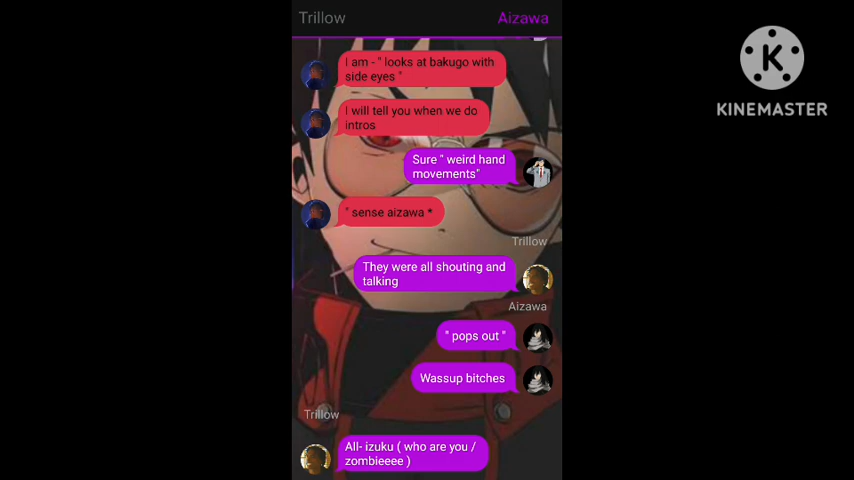 Trillow
Aizawa
I am - " looks at bakugo with
side eyes "
I will tell you when we do
intros
Sure " weird hand
movements"
" sense aizawa *
Trillow
They were all shouting and
talking
Aizawa
" pops out "
Wassup bitches
Trillow
All- izuku ( who are you /
zombieeee )
K
KINEMASTER